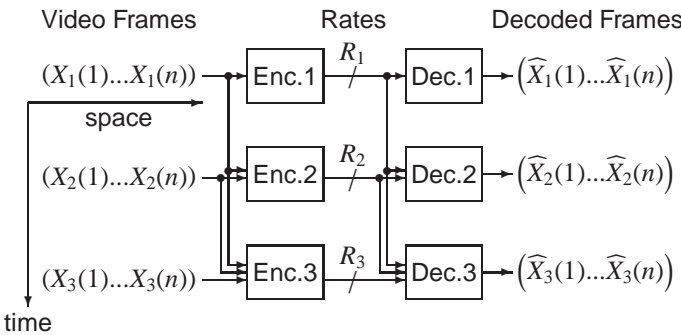 Video Frames Rates Decoded Frames
(X₁(1)...X₁(n)) Enc.1 R₁ Dec.1 (X̂₁(1)...X̂₁(n))
space
(X₂(1)...X₂(n)) Enc.2 R₂ Dec.2 (X̂₂(1)...X̂₂(n))
(X₃(1)...X₃(n)) Enc.3 R₃ Dec.3 (X̂₃(1)...X̂₃(n))
time